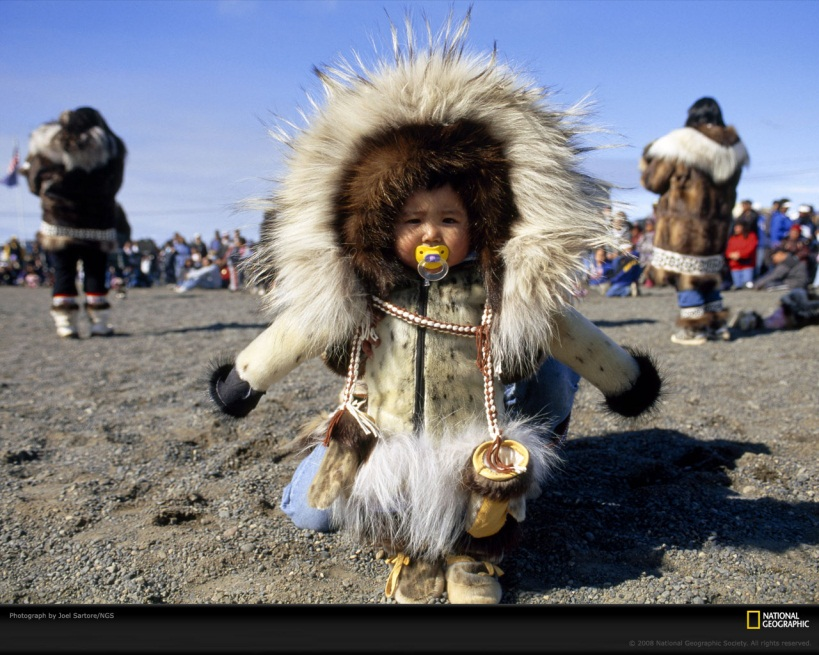 Photograph by Joel Sartore/NGS
NATIONAL
GEOGRAPHIC
© 2008 National Geographic Society. All rights reserved.